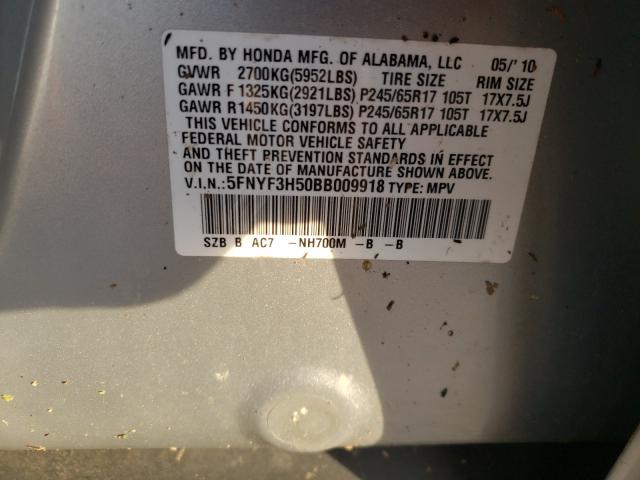 MFD. BY HONDA MFG. OF ALABAMA, LLC 05/'10
GVWR 2700KG(5952LBS) TIRE SIZE RIM SIZE
GAWR F 1325KG(2921LBS) P245/65R17 105T 17X7.5J
GAWR R1450KG(3197LBS) P245/65R17 105T 17X7.5J
THIS VEHICLE CONFORMS TO ALL APPLICABLE
FEDERAL MOTOR VEHICLE SAFETY
AND THEFT PREVENTION STANDARDS IN EFFECT
ON THE DATE OF MANUFACTURE SHOWN ABOVE.
V.I.N.:5FNYF3H50BB009918 TYPE: MPV
SZB B AC7 -NH700M -B -B